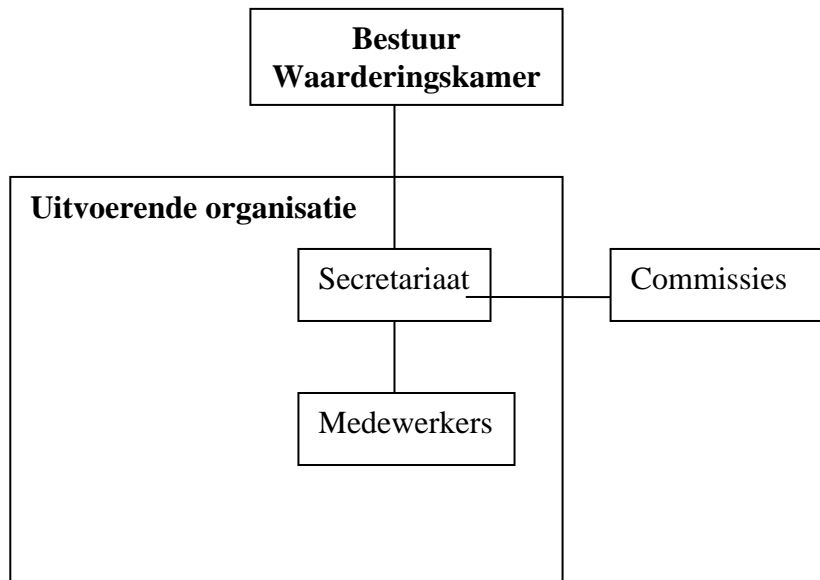 Bestuur
Waarderingskamer
Uitvoerende organisatie
Secretariaat
Commissies
Medewerkers